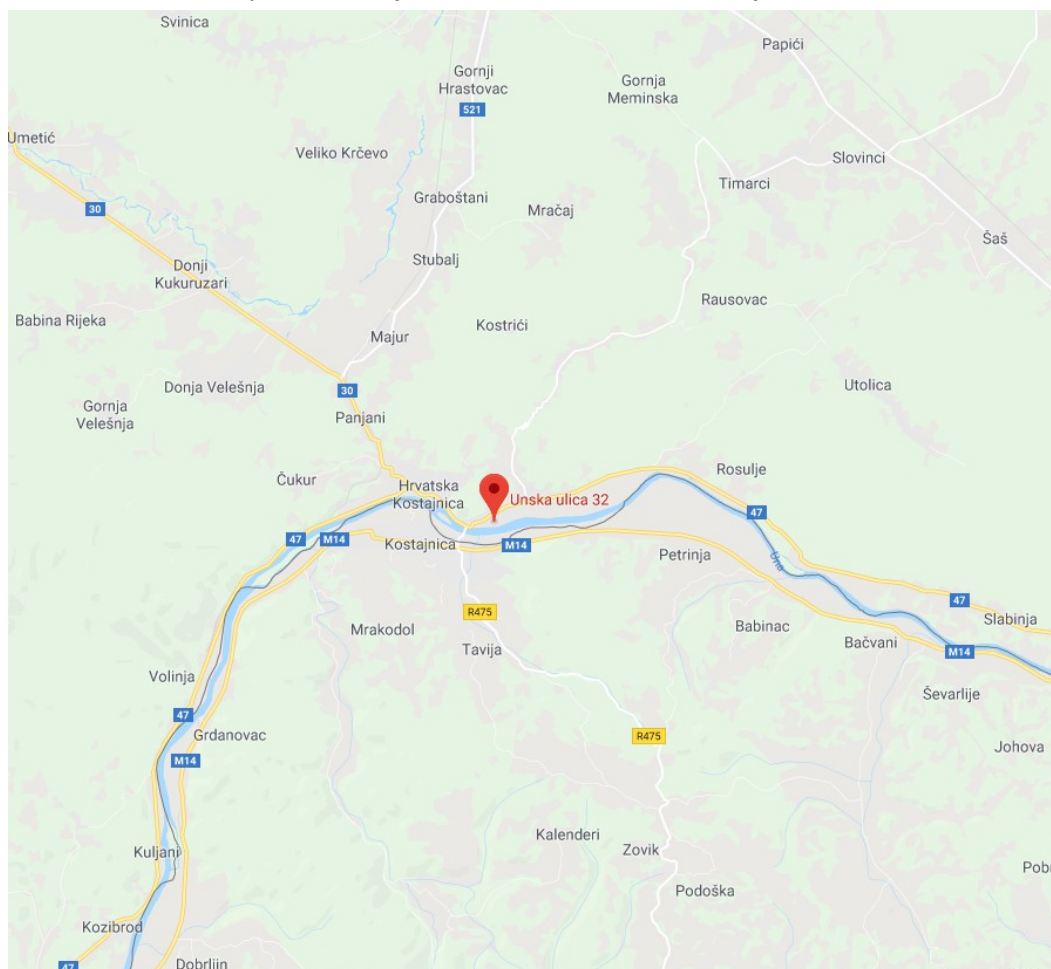 Svinica
Papići
Gornji
Hrastovac
Gornja
Meminska
521
Umetić
Veliko Krčevo
Slovinci
Timarci
Graboštani
30
Mračaj
Šaš
Stubalj
Donji
Kukuruzari
Rausovac
Babina Rijeka
Kostrići
Majur
Donja Velešnja
30
Utolica
Gornja
Velešnja
Panjani
Čukur
Rosulje
Hrvatska
Kostajnica
Unska ulica 32
47
47
M14
Kostajnica
M14
Petrinja
Una
47
R475
Slabinja
Mrakodol
Babinac
Bačvani
Tavija
M14
Volinja
Ševarlije
47
Grdanovac
R475
Johova
M14
Kalenderi
Kuljani
Zovik
Pob
Podoška
Kozibrod
47
Dobrljin